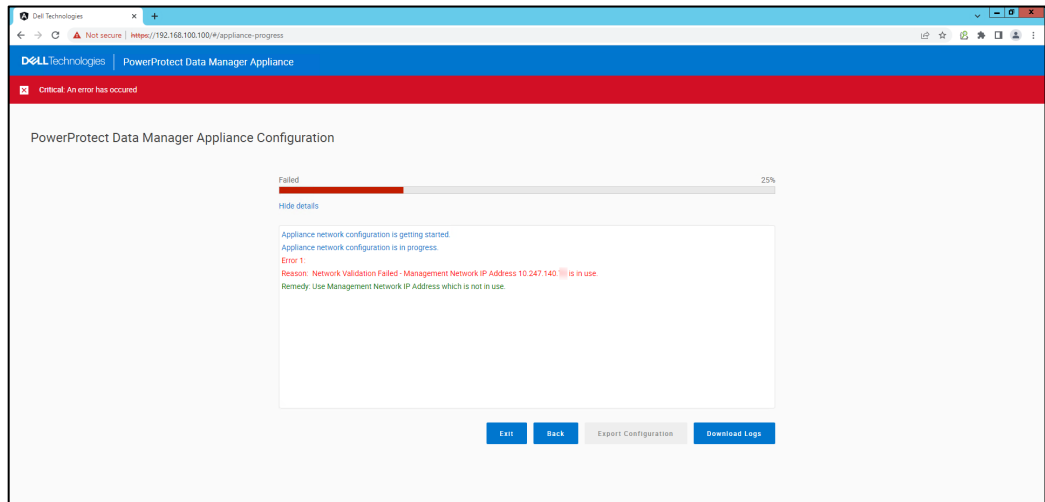 Dell Technologies
Not secure | https://192.168.100.100/#/appliance-progress
DELLTechnologies | PowerProtect Data Manager Appliance
Critical: An error has occured
PowerProtect Data Manager Appliance Configuration
Failed 25%
Hide details
Appliance network configuration is getting started.
Appliance network configuration is in progress.
Error 1:
Reason: Network Validation Failed - Management Network IP Address 10.247.140. is in use
Remedy: Use Management Network IP Address which is not in use.
Exit Back Export Configuration Download Logs